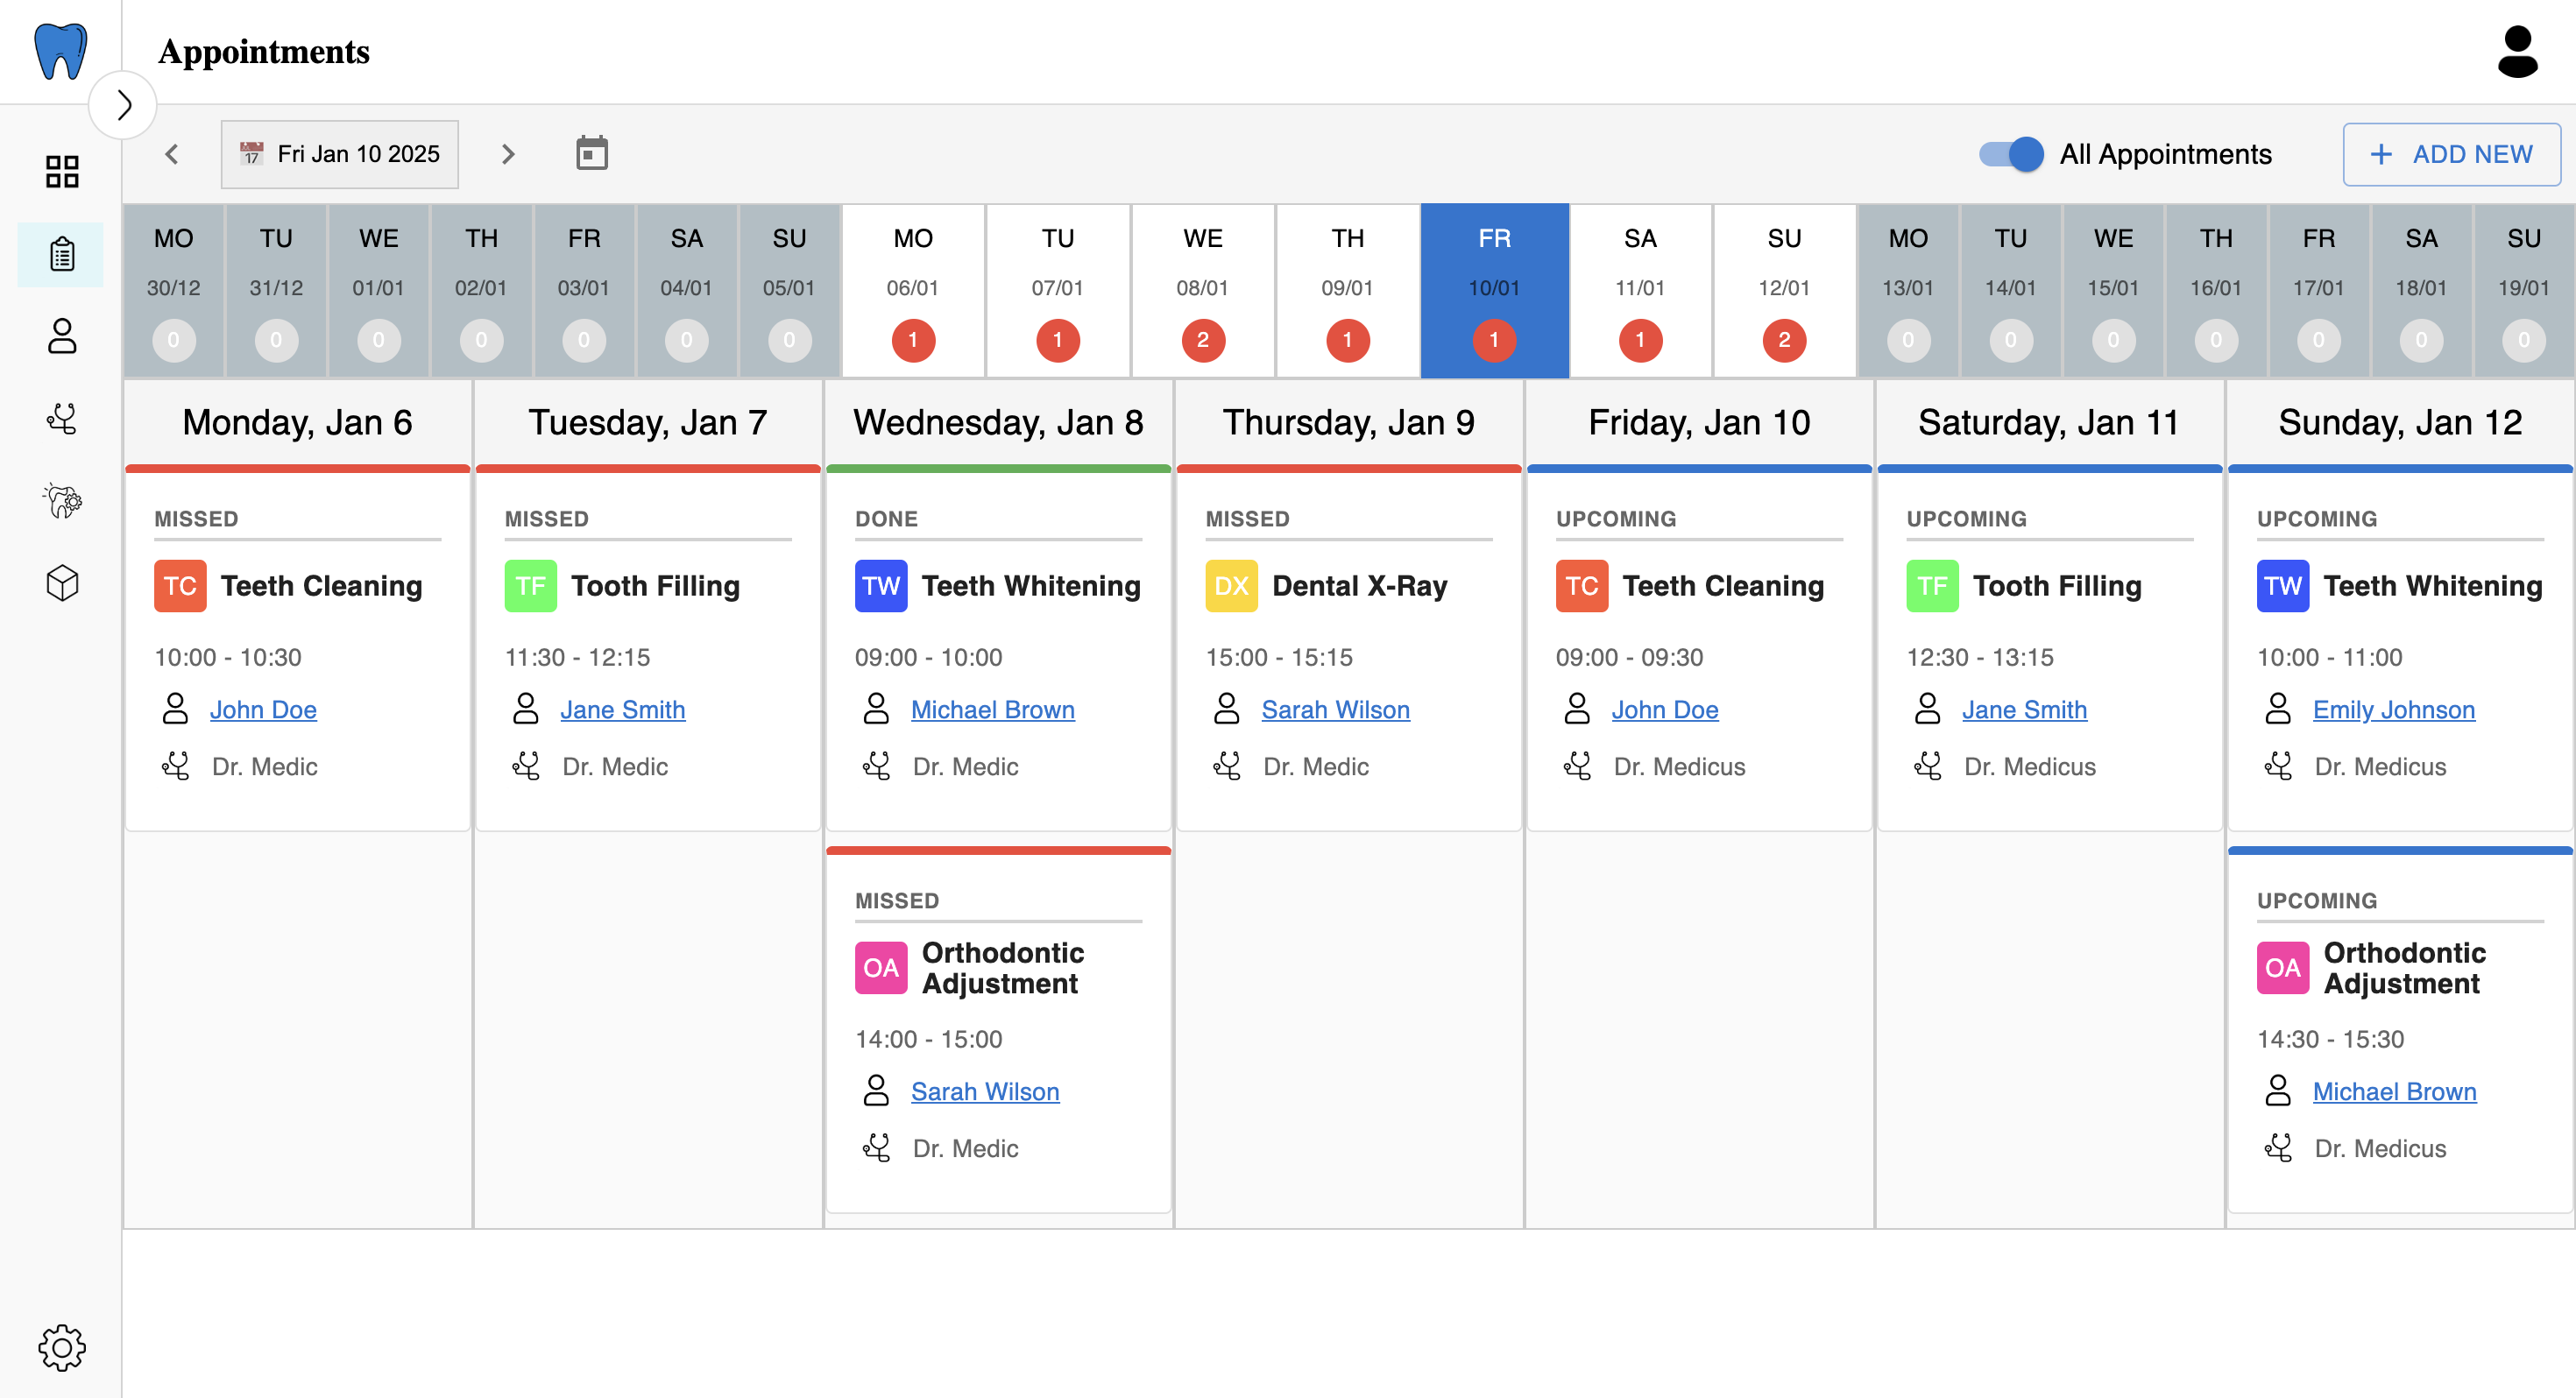 Appointments
17 Fri Jan 10 2025
All Appointments
+ ADD NEW
MO TU WE TH FR SA SU MO TU WE TH FR SA SU MO TU WE TH FR SA SU
30/12 31/12 01/01 02/01 03/01 04/01 05/01 06/01 07/01 08/01 09/01 10/01 11/01 12/01 13/01 14/01 15/01 16/01 17/01 18/01 19/01
0 0 0 0 0 0 0 1 1 2 1 1 1 2 0 0 0 0 0 0 0
Monday, Jan 6
MISSED
TC Teeth Cleaning
10:00 - 10:30
John Doe
Dr. Medic
Tuesday, Jan 7
MISSED
TF Tooth Filling
11:30 - 12:15
Jane Smith
Dr. Medic
Wednesday, Jan 8
DONE
TW Teeth Whitening
09:00 - 10:00
Michael Brown
Dr. Medic
MISSED
OA Orthodontic
Adjustment
14:00 - 15:00
Sarah Wilson
Dr. Medic
Thursday, Jan 9
MISSED
DX Dental X-Ray
15:00 - 15:15
Sarah Wilson
Dr. Medic
Friday, Jan 10
UPCOMING
TC Teeth Cleaning
09:00 - 09:30
John Doe
Dr. Medicus
Saturday, Jan 11
UPCOMING
TF Tooth Filling
12:30 - 13:15
Jane Smith
Dr. Medicus
Sunday, Jan 12
UPCOMING
TW Teeth Whitening
10:00 - 11:00
Emily Johnson
Dr. Medicus
UPCOMING
OA Orthodontic
Adjustment
14:30 - 15:30
Michael Brown
Dr. Medicus